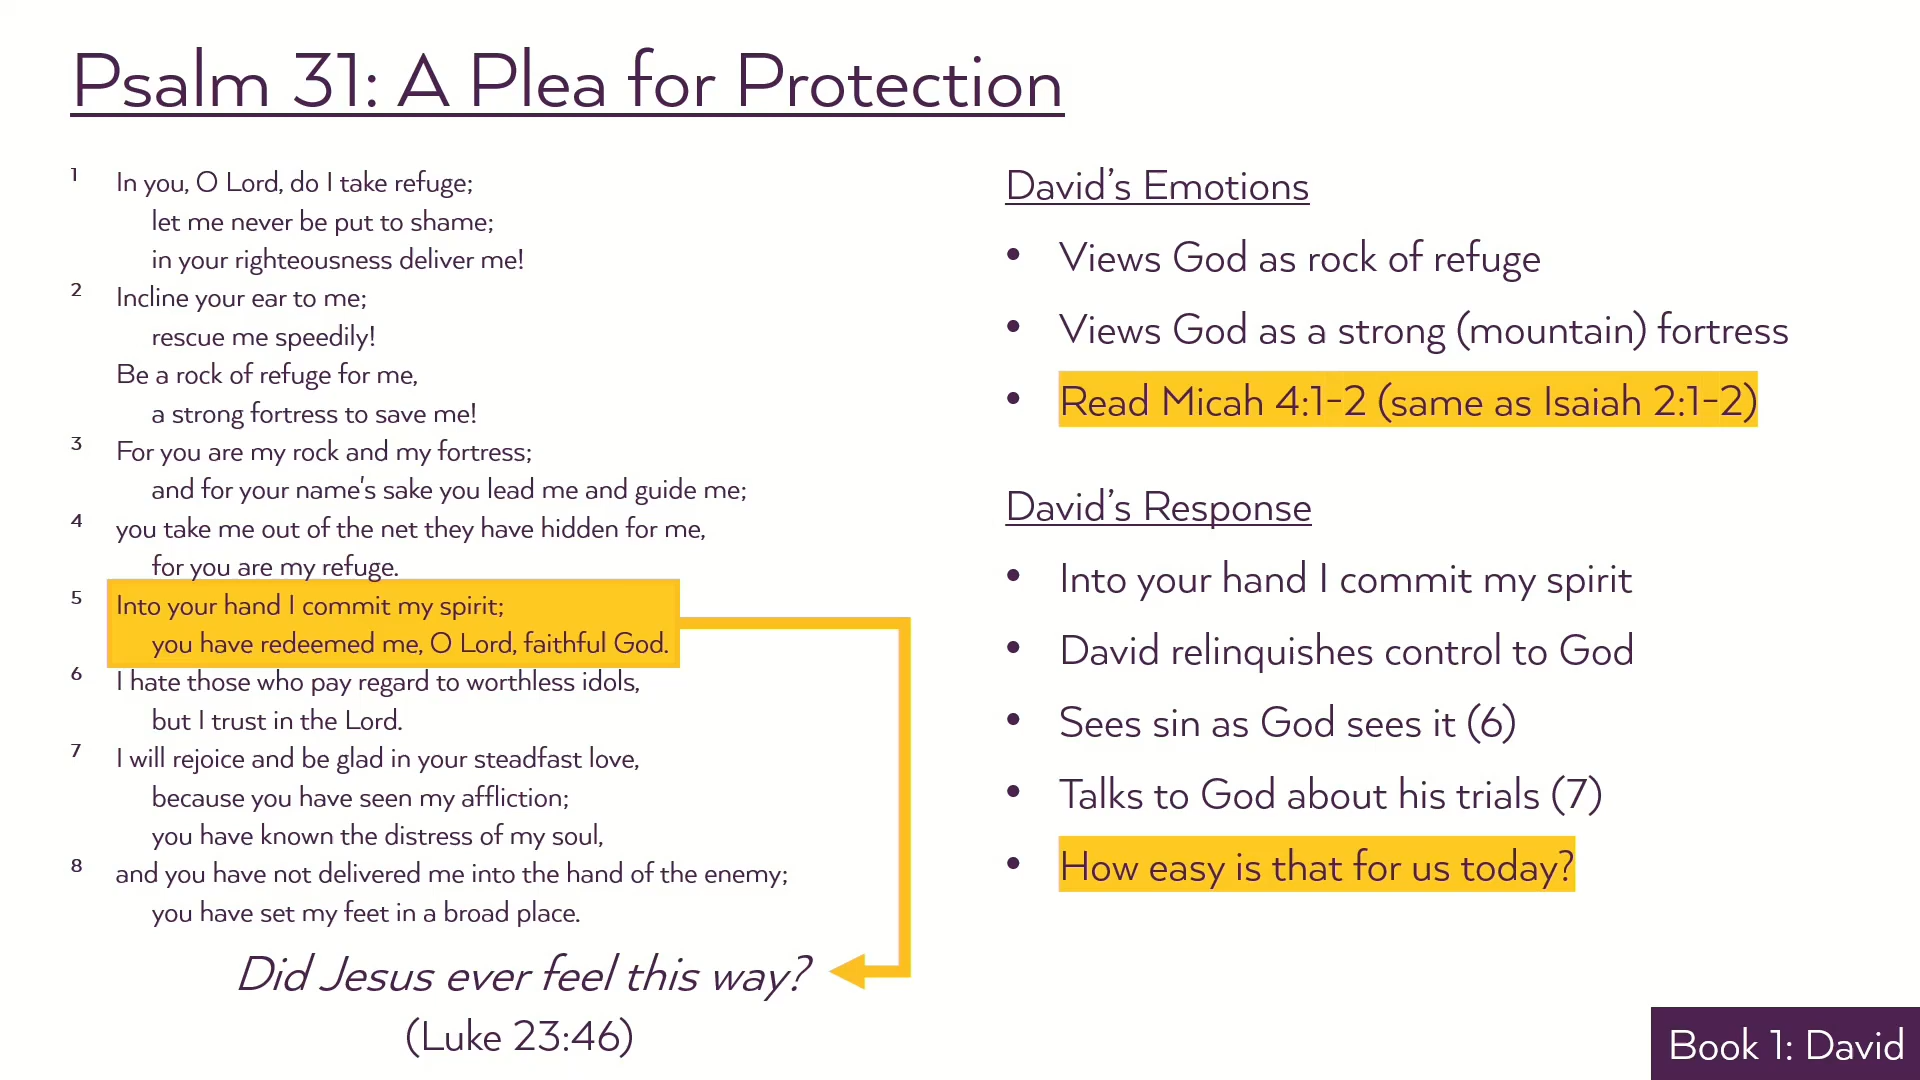 Psalm 31: A Plea for Protection
1 In you, O Lord, do I take refuge;
let me never be put to shame;
in your righteousness deliver me!
2 Incline your ear to me;
rescue me speedily!
Be a rock of refuge for me,
a strong fortress to save me!
3 For you are my rock and my fortress;
and for your name's sake you lead me and guide me;
4 you take me out of the net they have hidden for me,
for you are my refuge.
5 Into your hand I commit my spirit;
you have redeemed me, O Lord, faithful God.
6 I hate those who pay regard to worthless idols,
but I trust in the Lord.
7 I will rejoice and be glad in your steadfast love,
because you have seen my affliction;
you have known the distress of my soul,
8 and you have not delivered me into the hand of the enemy;
you have set my feet in a broad place.
Did Jesus ever feel this way?
(Luke 23:46)
David’s Emotions
• Views God as rock of refuge
• Views God as a strong (mountain) fortress
• Read Micah 4:1-2 (same as Isaiah 2:1-2)
David’s Response
• Into your hand I commit my spirit
• David relinquishes control to God
• Sees sin as God sees it (6)
• Talks to God about his trials (7)
• How easy is that for us today?
Book 1: David